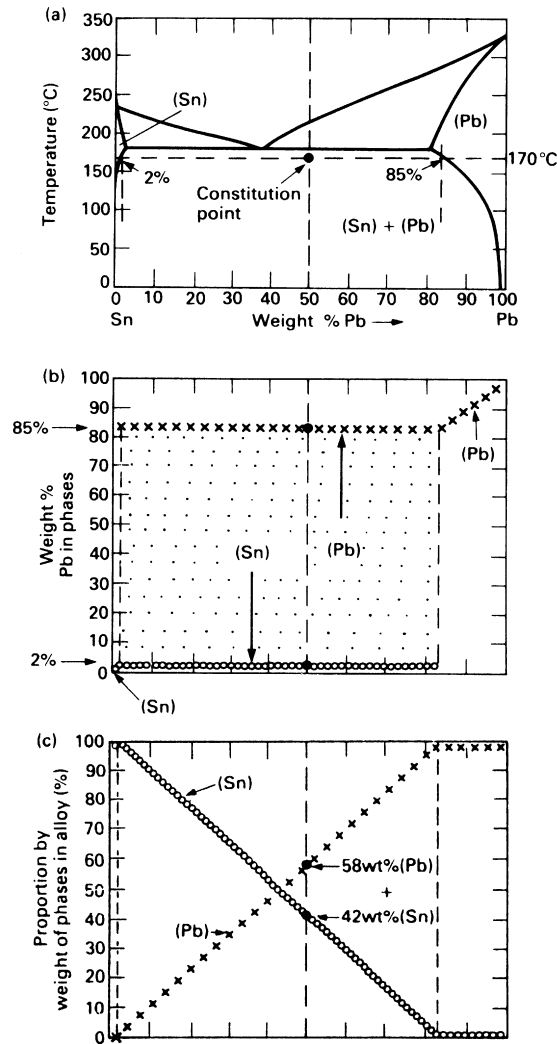 (a)
Temperature (°C)
350
300
250
200
150
100
50
0
(Sn)
(Pb)
170°C
2%
Constitution
point
85%
(Sn) + (Pb)
0 10 20 30 40 50 60 70 80 90 100
Sn Weight % Pb → Pb
(b)
Weight %
Pb in phases
100
90
85%
80
70
60
50
40
30
20
10
2%
0
(Pb)
(Sn) (Pb)
(Sn)
(c)
Proportion by
weight of phases in alloy (%)
100
90
80
70
60
50
40
30
20
10
0
(Sn)
58wt%(Pb)
+
42wt%(Sn)
(Pb)